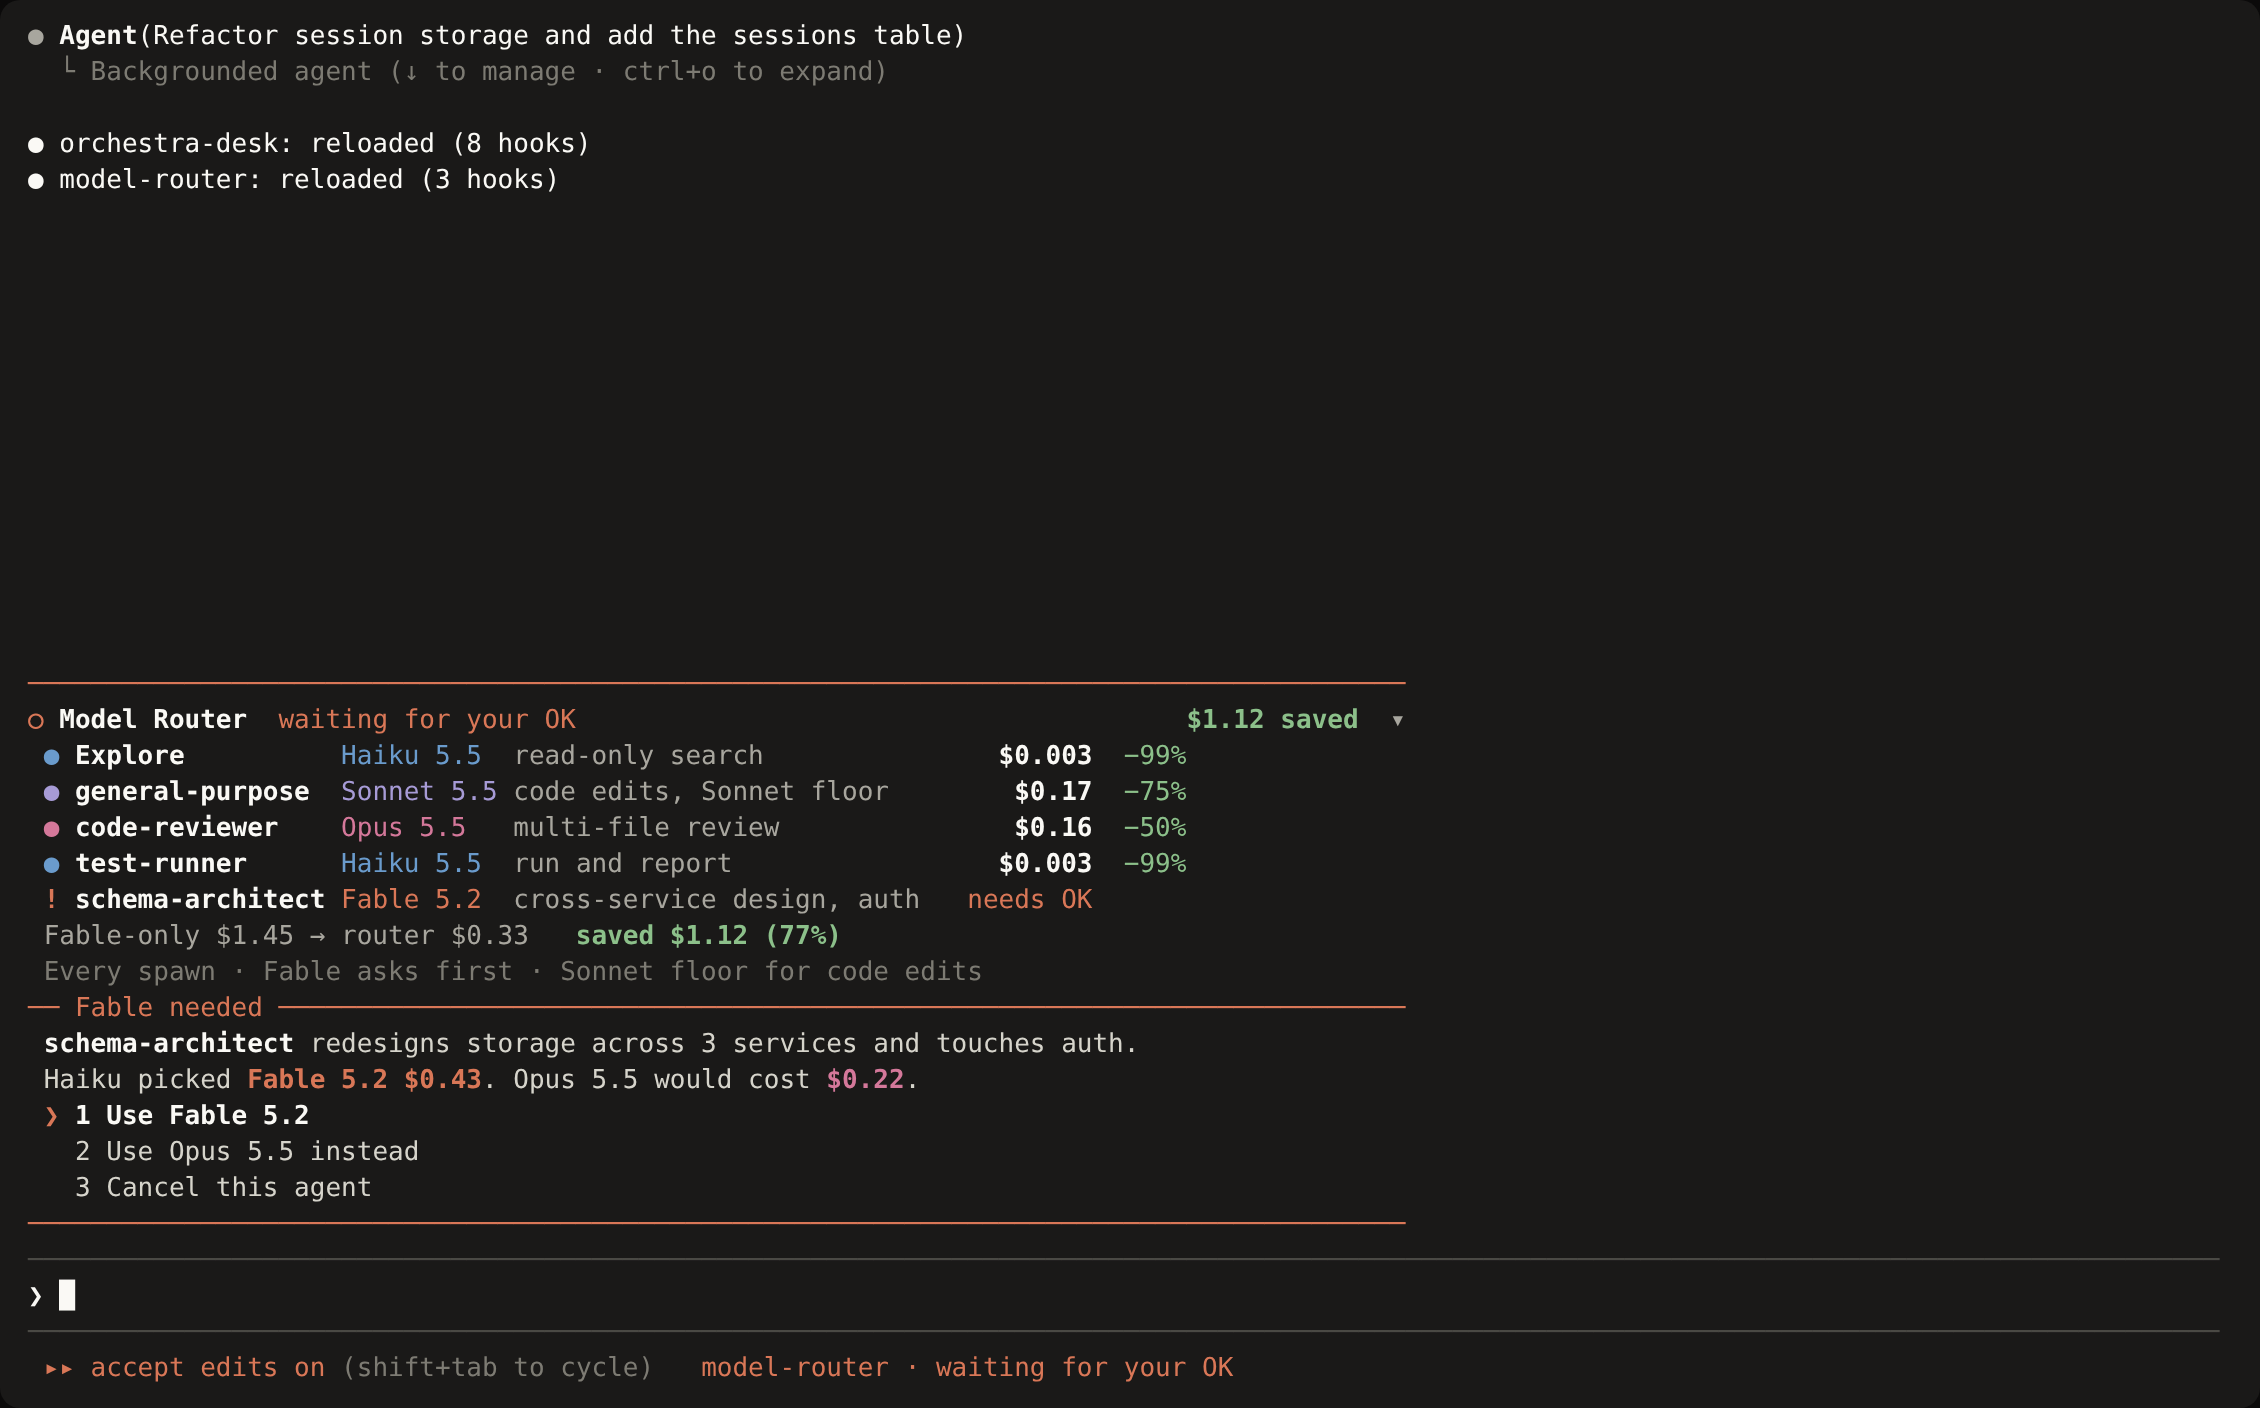 ● Agent(Refactor session storage and add the sessions table)
└ Backgrounded agent (↓ to manage · ctrl+o to expand)
● orchestra-desk: reloaded (8 hooks)
● model-router: reloaded (3 hooks)
○ Model Router  waiting for your OK  $1.12 saved  ▾
● Explore  Haiku 5.5  read-only search  $0.003  −99%
● general-purpose  Sonnet 5.5  code edits, Sonnet floor  $0.17  −75%
● code-reviewer  Opus 5.5  multi-file review  $0.16  −50%
● test-runner  Haiku 5.5  run and report  $0.003  −99%
! schema-architect  Fable 5.2  cross-service design, auth  needs OK
Fable-only $1.45 → router $0.33  saved $1.12 (77%)
Every spawn · Fable asks first · Sonnet floor for code edits
── Fable needed
schema-architect redesigns storage across 3 services and touches auth.
Haiku picked Fable 5.2 $0.43. Opus 5.5 would cost $0.22.
❯ 1 Use Fable 5.2
2 Use Opus 5.5 instead
3 Cancel this agent
❯
▸▸ accept edits on (shift+tab to cycle)  model-router · waiting for your OK